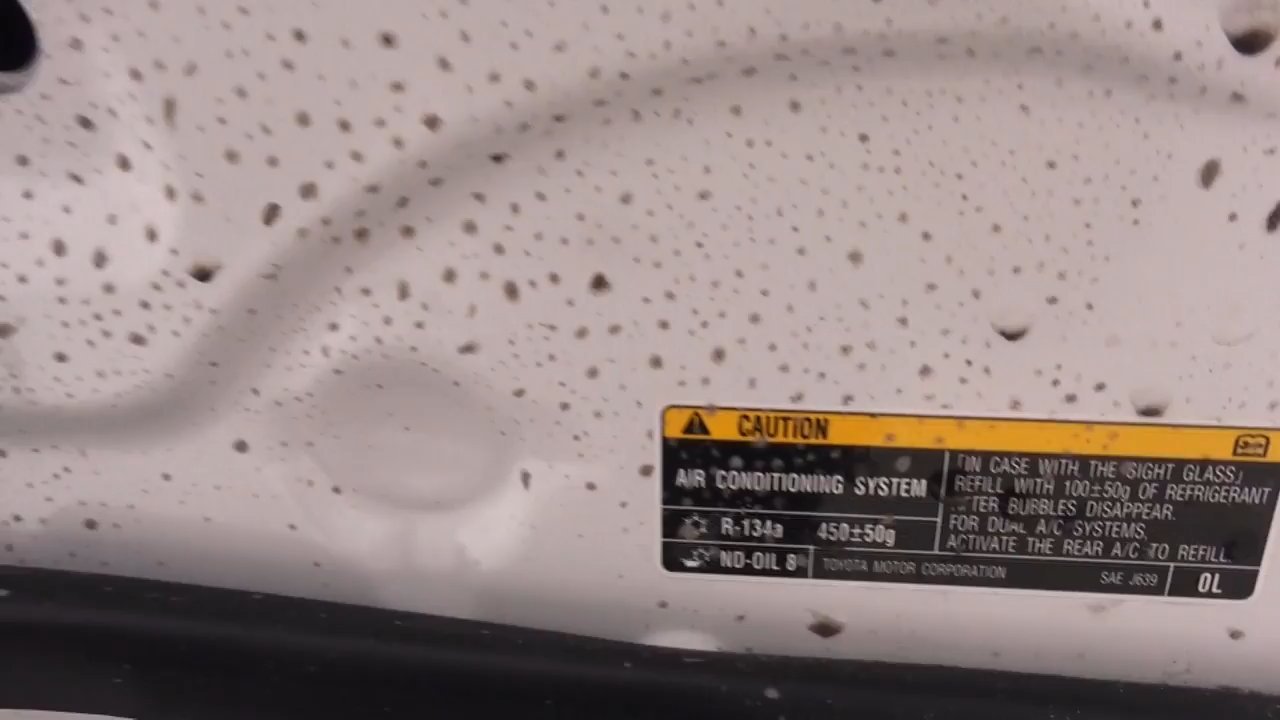 CAUTION
AIR CONDITIONING SYSTEM
R-134a 450±50g
ND-OIL 8
「IN CASE WITH THE SIGHT GLASS」
REFILL WITH 100±50g OF REFRIGERANT
BUBBLES DISAPPEAR.
FOR DUAL A/C SYSTEMS,
ACTIVATE THE REAR A/C TO REFILL.
TOYOTA MOTOR CORPORATION SAE J639 0L